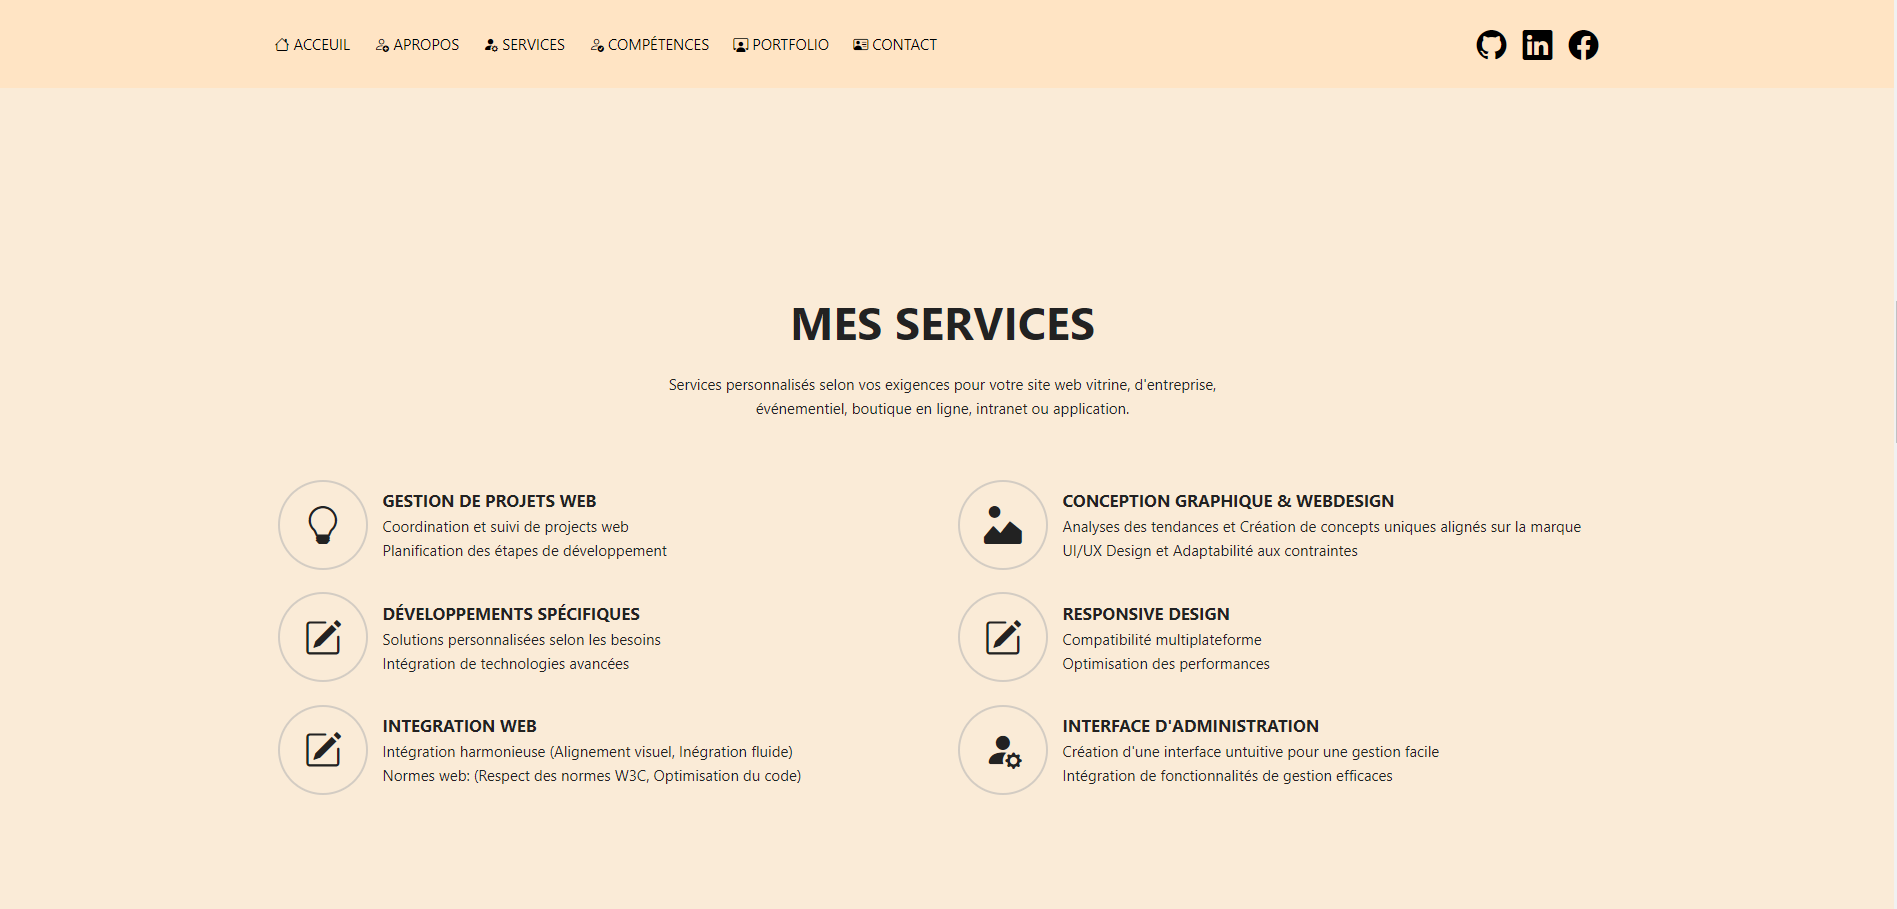 ACCEUIL APROPOS SERVICES COMPÉTENCES PORTFOLIO CONTACT
MES SERVICES
Services personnalisés selon vos exigences pour votre site web vitrine, d'entreprise,
événementiel, boutique en ligne, intranet ou application.
GESTION DE PROJETS WEB
Coordination et suivi de projects web
Planification des étapes de développement
CONCEPTION GRAPHIQUE & WEBDESIGN
Analyses des tendances et Création de concepts uniques alignés sur la marque
UI/UX Design et Adaptabilité aux contraintes
DÉVELOPPEMENTS SPÉCIFIQUES
Solutions personnalisées selon les besoins
Intégration de technologies avancées
RESPONSIVE DESIGN
Compatibilité multiplateforme
Optimisation des performances
INTEGRATION WEB
Intégration harmonieuse (Alignement visuel, Inégration fluide)
Normes web: (Respect des normes W3C, Optimisation du code)
INTERFACE D'ADMINISTRATION
Création d'une interface untuitive pour une gestion facile
Intégration de fonctionnalités de gestion efficaces